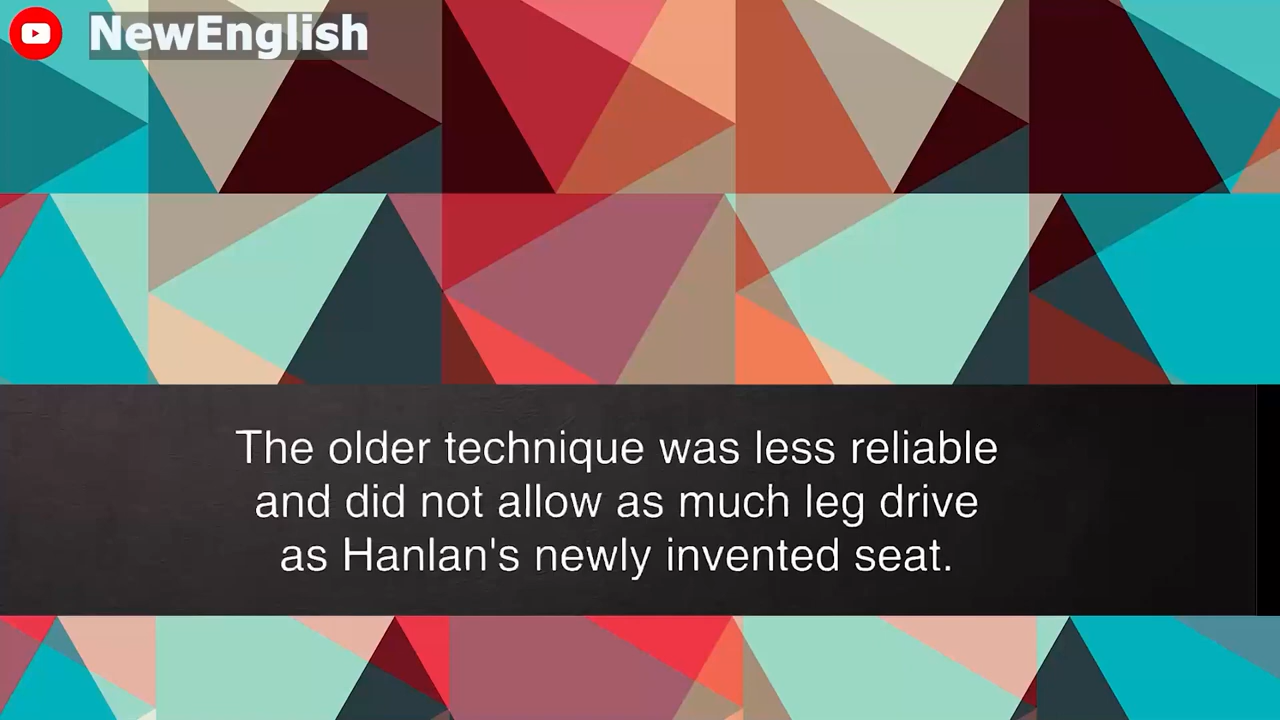 NewEnglish
The older technique was less reliable
and did not allow as much leg drive
as Hanlan's newly invented seat.